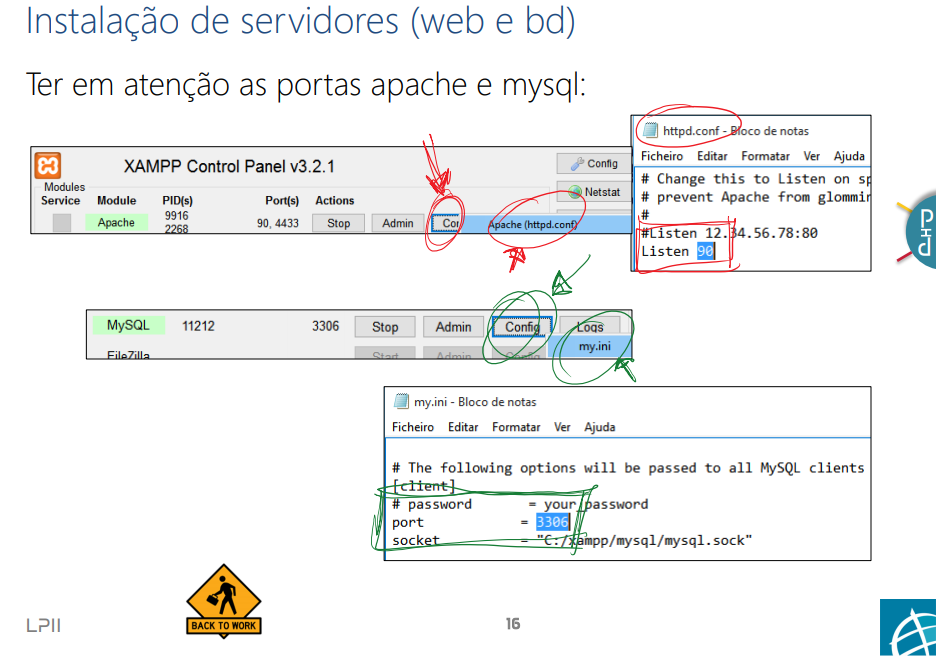 Instalação de servidores (web e bd)
Ter em atenção as portas apache e mysql:
XAMPP Control Panel v3.2.1
Config
Netstat
Modules
Service Module PID(s) Port(s) Actions
Apache 9916 2268 90, 4433 Stop Admin Apache (httpd.conf)
httpd.conf - Bloco de notas
Ficheiro Editar Formatar Ver Ajuda
# Change this to Listen on sp
# prevent Apache from glommin
#
#Listen 12.34.56.78:80
Listen 90
php
MySQL 11212 3306 Stop Admin Config Logs
my.ini
FileZilla Start Admin Config
my.ini - Bloco de notas
Ficheiro Editar Formatar Ver Ajuda
# The following options will be passed to all MySQL clients
[client]
# password = your_password
port = 3306
socket = "C:/xampp/mysql/mysql.sock"
BACK TO WORK
LPII
16